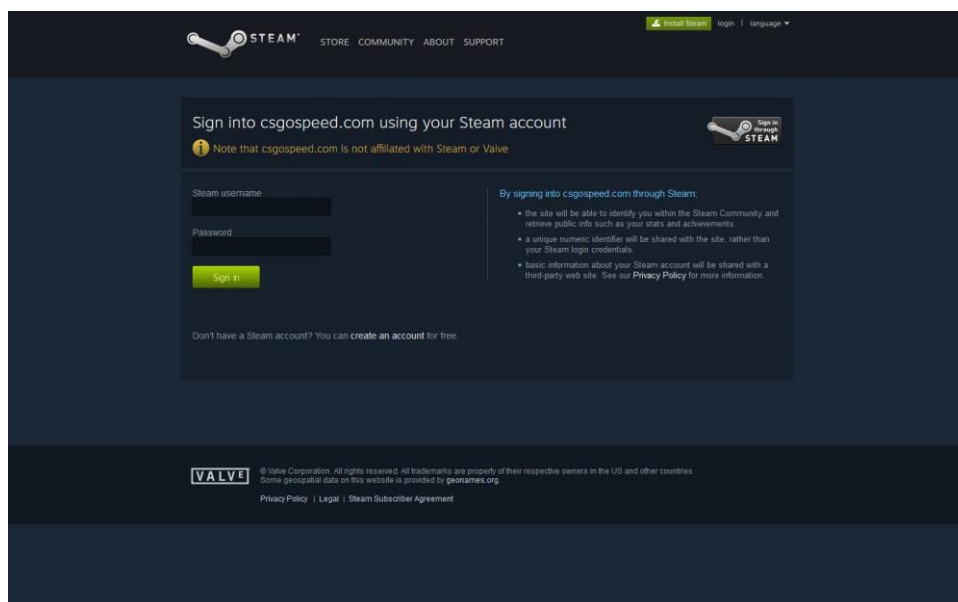 STEAM
STORE COMMUNITY ABOUT SUPPORT
Install Steam login | language
Sign into csgospeed.com using your Steam account
Note that csgospeed.com is not affiliated with Steam or Valve
Sign in
through
STEAM
Steam username
Password
Sign in
By signing into csgospeed.com through Steam:
• the site will be able to identify you within the Steam Community and
retrieve public info such as your stats and achievements.
• a unique numeric identifier will be shared with the site, rather than
your Steam login credentials.
• basic information about your Steam account will be shared with a
third-party web site. See our Privacy Policy for more information.
Don't have a Steam account? You can create an account for free.
VALVE
© Valve Corporation. All rights reserved. All trademarks are property of their respective owners in the US and other countries.
Some geospatial data on this website is provided by geonames.org.
Privacy Policy | Legal | Steam Subscriber Agreement